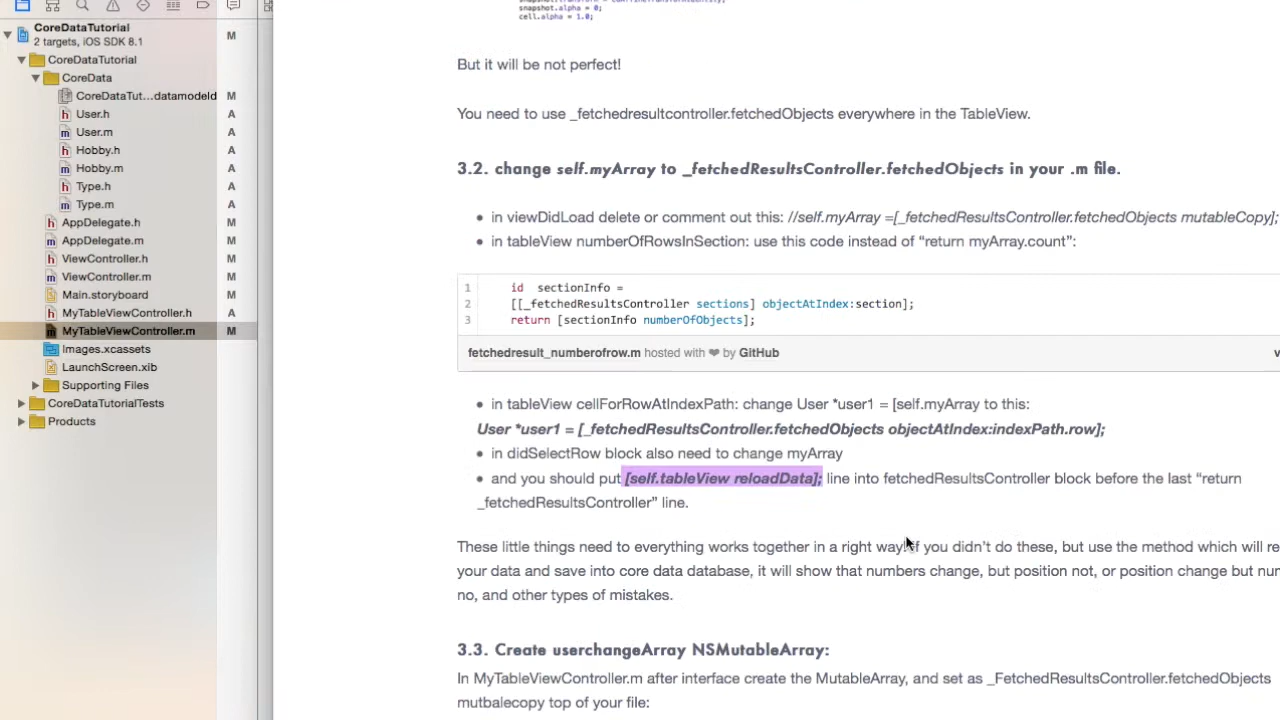 CoreDataTutorial M
2 targets, iOS SDK 8.1
CoreDataTutorial
CoreData
CoreDataTut...datamodeld M
User.h A
User.m A
Hobby.h A
Hobby.m A
Type.h A
Type.m A
AppDelegate.h M
AppDelegate.m M
ViewController.h M
ViewController.m M
Main.storyboard M
MyTableViewController.h A
MyTableViewController.m M
Images.xcassets
LaunchScreen.xib
Supporting Files
CoreDataTutorialTests
Products
snapshot.alpha = 0;
cell.alpha = 1.0;
But it will be not perfect!
You need to use _fetchedresultcontroller.fetchedObjects everywhere in the TableView.
3.2. change self.myArray to _fetchedResultsController.fetchedObjects in your .m file.
• in viewDidLoad delete or comment out this: //self.myArray =[_fetchedResultsController.fetchedObjects mutableCopy];
• in tableView numberOfRowsInSection: use this code instead of “return myArray.count”:
1 id sectionInfo =
2 [[_fetchedResultsController sections] objectAtIndex:section];
3 return [sectionInfo numberOfObjects];
fetchedresult_numberofrow.m hosted with ❤ by GitHub
• in tableView cellForRowAtIndexPath: change User *user1 = [self.myArray to this:
User *user1 = [_fetchedResultsController.fetchedObjects objectAtIndex:indexPath.row];
• in didSelectRow block also need to change myArray
• and you should put [self.tableView reloadData]; line into fetchedResultsController block before the last “return
_fetchedResultsController” line.
These little things need to everything works together in a right way! If you didn’t do these, but use the method which will re
your data and save into core data database, it will show that numbers change, but position not, or position change but nu
no, and other types of mistakes.
3.3. Create userchangeArray NSMutableArray:
In MyTableViewController.m after interface create the MutableArray, and set as _FetchedResultsController.fetchedObjects
mutbalecopy top of your file: